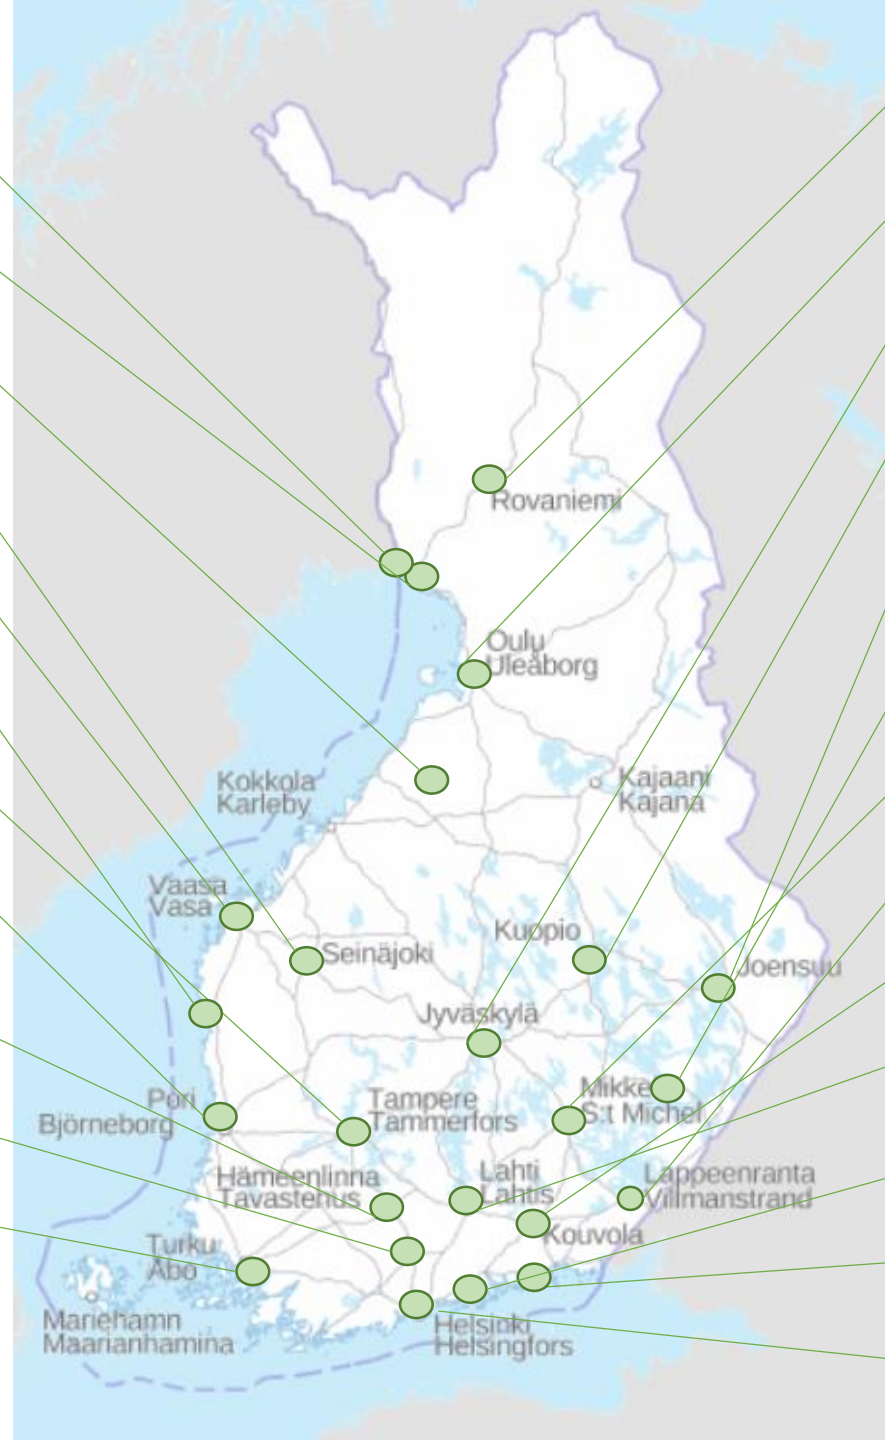 Rovaniemi
Oulu
Uleåborg
Kokkola
Karleby
Kajaani
Kajana
Vaasa
Vasa
Seinäjoki
Kuopio
Joensuu
Jyväskylä
Pori
Björneborg
Tampere
Tammerfors
Mikke
S:t Michel
Hämeenlinna
Tavastehus
Lahti
Lahtis
Lappeenranta
Villmanstrand
Kouvola
Turku
Åbo
Mariehamn
Maarianhamina
Helsinki
Helsingfors